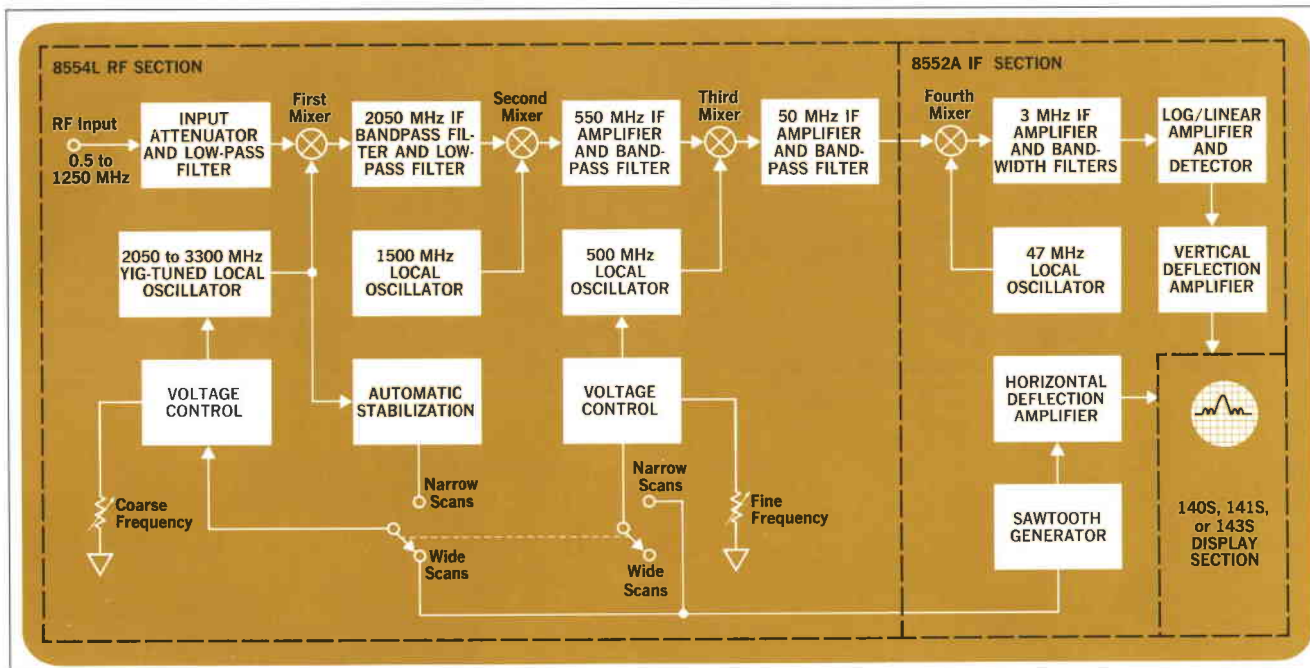 8554L RF SECTION
8552A IF SECTION
RF Input
0.5 to
1250 MHz
INPUT
ATTENUATOR
AND LOW-PASS
FILTER
First
Mixer
2050 MHz IF
BANDPASS FIL-
TER AND LOW-
PASS FILTER
Second
Mixer
550 MHz IF
AMPLIFIER
AND BAND-
PASS FILTER
Third
Mixer
50 MHz IF
AMPLIFIER
AND BAND-
PASS FILTER
Fourth
Mixer
3 MHz IF
AMPLIFIER
AND BAND-
WIDTH FILTERS
LOG/LINEAR
AMPLIFIER
AND
DETECTOR
2050 to 3300 MHz
YIG-TUNED LOCAL
OSCILLATOR
1500 MHz
LOCAL
OSCILLATOR
500 MHz
LOCAL
OSCILLATOR
47 MHz
LOCAL
OSCILLATOR
VERTICAL
DEFLECTION
AMPLIFIER
VOLTAGE
CONTROL
AUTOMATIC
STABILIZATION
VOLTAGE
CONTROL
HORIZONTAL
DEFLECTION
AMPLIFIER
Coarse
Frequency
Narrow
Scans
Wide
Scans
Narrow
Scans
Wide
Scans
Fine
Frequency
SAWTOOTH
GENERATOR
140S, 141S,
or 143S
DISPLAY
SECTION